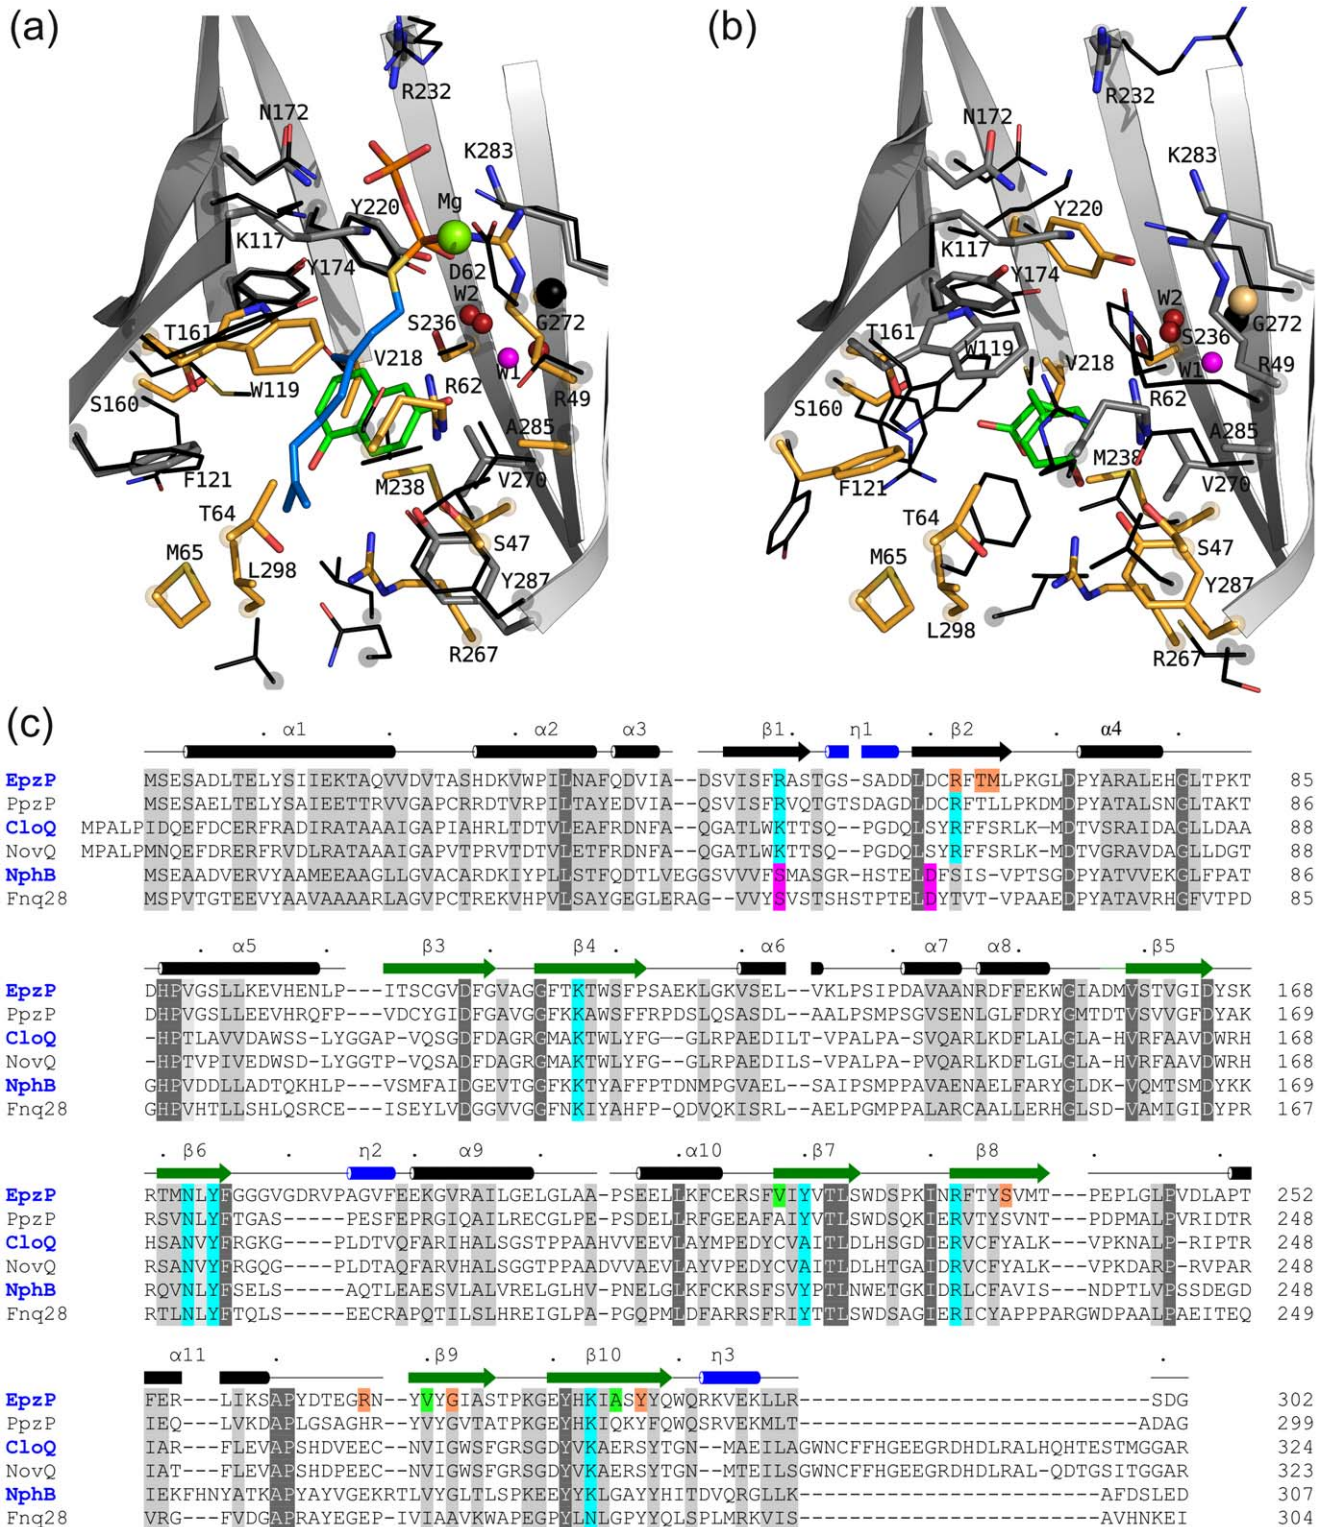 (a)
R232
N172
K283
Mg
Y220
K117
D62
Y174
W2
T161
S236
G272
V218
W1
W119
R62
R49
S160
A285
F121
M238
V270
T64
S47
M65
L298
Y287
R267
(b)
R232
N172
K283
Y220
K117
Y174
W2
T161
S236
G272
W119
V218
W1
R49
S160
R62
A285
M238
F121
V270
T64
S47
M65
Y287
L298
R267
(c)
. α1 . . α2 . α3 . β1. η1 . β2 . α4 .
EpzP MSESADLTELYSIIEKTAQVVDVTASHDKVWPILNAFQDVIA--DSVISFRASTGS-SADDLDCRFTMLPKGLDPYARALEHGLTPKT 85
PpzP MSESAELTELYSAIEETTRVVGAPCRRDTVRPILTAYEDVIA--QSVISFRVQTGTSDAGDLDCRFTLLPKDMDPYATALSNGLTAKT 86
CloQ MPALPIDQEFDCERFRADIRATAAAIGAPIAHRLTDTVLEAFRDNFA--QGATLWKTTSQ--PGDQLSYRFFSRLK-MDTVSRAIDAGLLDAA 88
NovQ MPALPMNQEFDRERFRVDLRATAAAIGAPVTPRVTDTVLETFRDNFA--QGATLWKTTSQ--PGDQLSYRFFSRLKMDTVGRAVDAGLLDGT 88
NphB MSEAADVERVYAAMEEAAGLLGVACARDKIYPLLSTFQDTLVEGGSVVVFSMASGR-HSTELDFSIS-VPTSGDPYATVVEKGLFPAT 86
Fnq28 MSPVTGTEEVYAAVAAAARLAGVPCTREKVHPVLSAYGEGLERAG--VVYSVSTSHSTPTELDYTVT-VPAAEDPYATAVRHGFVTPD 85
. α5 . . β3 . β4 . . α6 . α7 . α8 . . β5 .
EpzP DHPVGSLLKEVHENLP---ITSCGVDFGVAGGFTKTWSFPSAEKLGKVSEL--VKLPSIPDAVAANRDFFEKWGIADMVSTVGIDYSK 168
PpzP DHPVGSLLEEVHRQFP---VDCYGIDFGAVGGFKKAWSFFRPDSLQSASDL--AALPSMPSGVSENLGLFDRYGMTDTVSVVGFDYAK 169
CloQ -HPTLAVVDAWSS-LYGGAP-VQSGDFDAGRGMAKTWLYFG--GLRPAEDILT-VPALPA-SVQARLKDFLALGLA-HVRFAAVDWRH 168
NovQ -HPTVPIVEDWSD-LYGGTP-VQSADFDAGRGMAKTWLYFG--GLRPAEDILS-VPALPA-PVQARLKDFLGLGLA-HVRFAAVDWRH 168
NphB GHPVDDLLADTQKHLP---VSMFAIDGEVTGGFKKTYAFFPTDNMPGVAEL--SAIPSMPPAVAENAELFARYGLDK-VQMTSMDYKK 169
Fnq28 GHPVHTLLSHLQSRCE---ISEYLVDGGVVGGFNKIYAHFP-QDVQKISRL--AELPGMPPALARCAALLERHGLSD-VAMIGIDYPR 167
. β6 . . η2 . α9 . . α10 . β7 . . β8 . . .
EpzP RTMNLYFGGGVGDRVPAGVFEEKGVRAILGELGLAA-PSEELLKFCERSFVIYVTLSWDSPKINRFTYSVMT---PEPLGLPVDLAPT 252
PpzP RSVNLYFTGAS-----PESFEPRGIQAILRECGLPE-PSDELLRFGEEAFAIYVTLSWDSQKIERVTYSVNT---PDPMALPVRIDTR 248
CloQ HSANVYFRGKG-----PLDTVQFARIHALSGSTPPAAHVVEEVLAYMPEDYCVAITLDLHSGDIERVCFYALK---VPKNALP-RIPTR 248
NovQ RSANVYFRGQG-----PLDTAQFARVHALSGGTPPAADVVAEVLAYVPEDYCVAITLDLHTGAIDRVCFYALK---VPKDARP-RVPAR 248
NphB RQVNLYFSELS-----AQTLEAESVLALVRELGLHV-PNELGLKFCKRSFSVYPTLNWETGKIDRLCFAVIS---NDPTLVPSSDEGD 248
Fnq28 RTLNLYFTQLS-----EECRAPQTILSLHREIGLPA-PGQPMLDFARRSFRIYTTLSWDSAGIERICYAPPPARGWDPAALPAEITEQ 249
α11 . . .β9 . β10 . η3 .
EpzP FER---LIKSAPYDTEGR--YVYGIASTPKGEYHKIASYYQWQRKVEKLLR----------------------------SDG 302
PpzP IEQ---LVKDAPLGSAGHR--YTVGVTATPKGEYHKIQKYFQWQSRVEKMLT----------------------------ADAG 299
CloQ IAR---FLEVAPSHDVEEC--NVIGWSFGRSGDYVKAERSYTGN--MAEILAGWNCFFHGEEGRDHDLRALHQHTESTMGGAR 324
NovQ IAT---FLEVAPSHDPEEC--NVIGWSFGRSGDYVKAERSYTGN--MTEILSGWNCFFHGEEGRDHDLRAL-QDTGSITGGAR 323
NphB IEKFHNYATKAPYAYVGEKRTLVYGLTLSPKEEYYKLGAYYHITDVQRGLLK------------------------AFDSLED 307
Fnq28 VRG---FVDGAPRAYEGEP-IVIAAVKWAPEGPYLNLGPYYQLSPLMRKVIS------------------------AVHNKEI 304